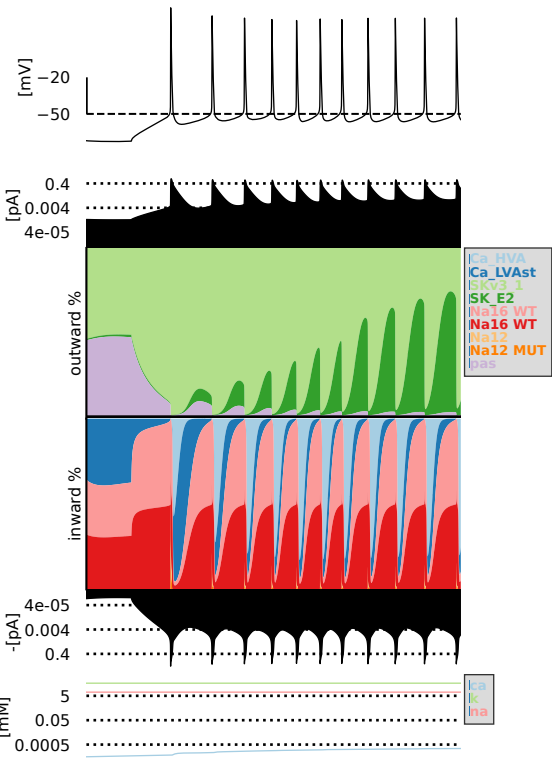 [mV]
−20
−50
[pA]
0.4
0.004
4e-05
outward %
Ca_HVA
Ca_LVAst
SKv3_1
SK_E2
Na16 WT
Na16 WT
Na12
Na12 MUT
pas
inward %
4e-05
0.004
0.4
-[pA]
[mM]
5
0.05
0.0005
ca
k
na